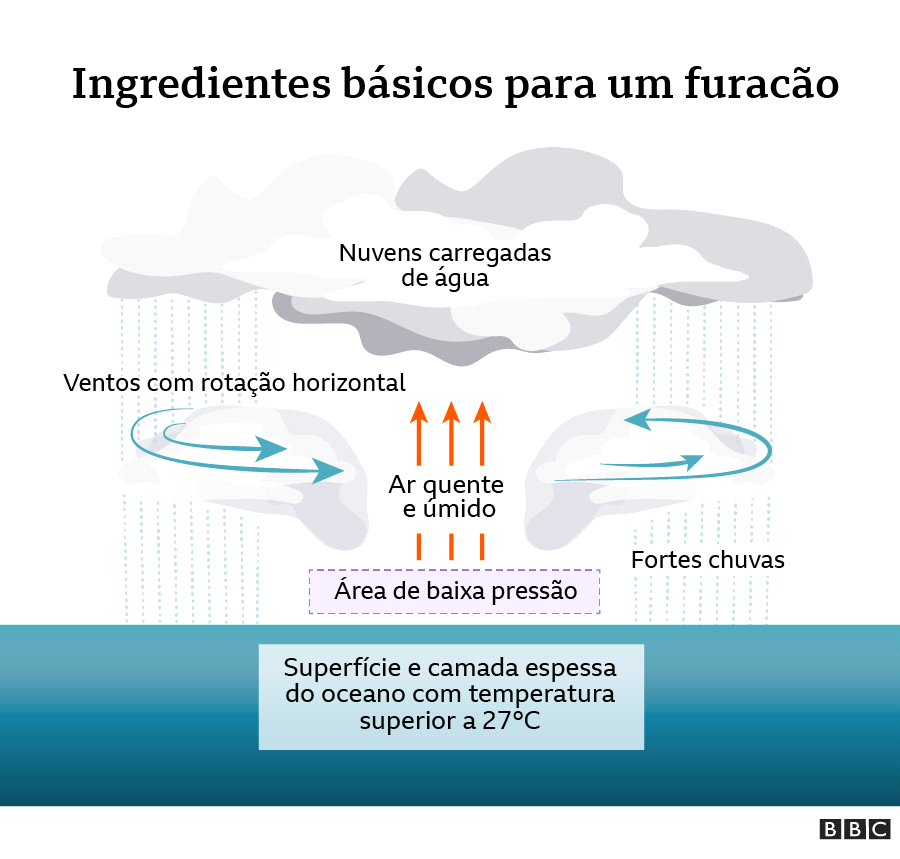 Ingredientes básicos para um furacão
Nuvens carregadas
de água
Ventos com rotação horizontal
Ar quente
e úmido
Fortes chuvas
Área de baixa pressão
Superfície e camada espessa
do oceano com temperatura
superior a 27°C
BBC